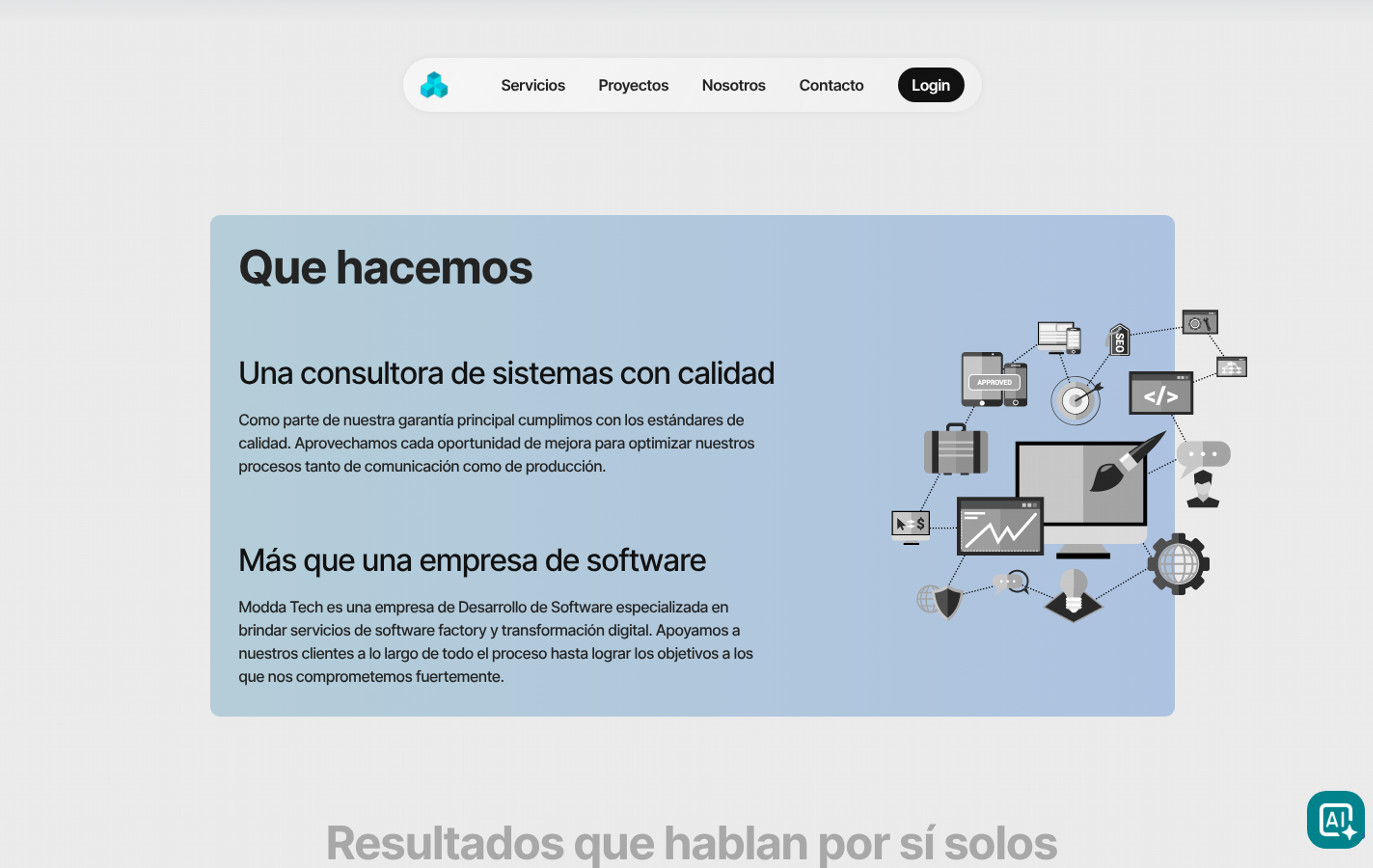 Servicios
Proyectos
Nosotros
Contacto
Login
Que hacemos
Una consultora de sistemas con calidad
Como parte de nuestra garantía principal cumplimos con los estándares de
calidad. Aprovechamos cada oportunidad de mejora para optimizar nuestros
procesos tanto de comunicación como de producción.
Más que una empresa de software
Modda Tech es una empresa de Desarrollo de Software especializada en
brindar servicios de software factory y transformación digital. Apoyamos a
nuestros clientes a lo largo de todo el proceso hasta lograr los objetivos a los
que nos comprometemos fuertemente.
SEO
APPROVED
</>
$
Resultados que hablan por sí solos
AI